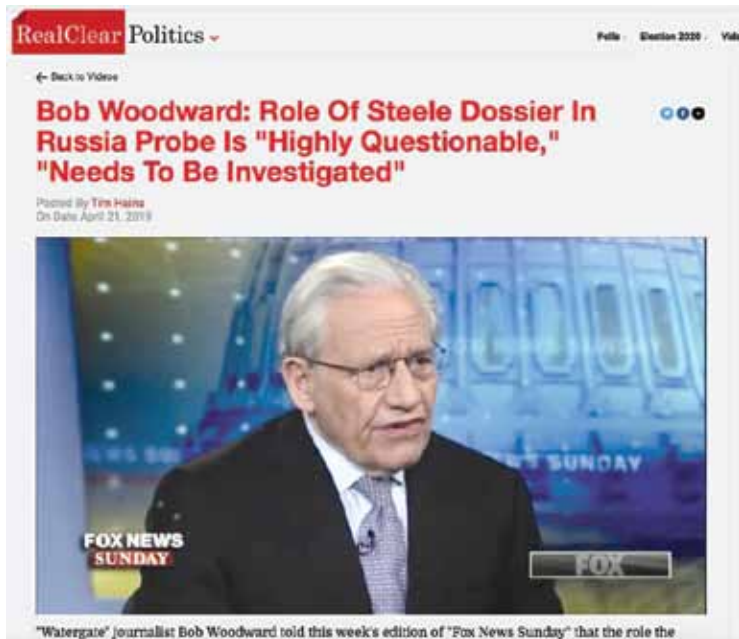 RealClear Politics
Polls Election 2020
← Back to Videos
Bob Woodward: Role Of Steele Dossier In
Russia Probe Is "Highly Questionable,"
"Needs To Be Investigated"
Posted By Tim Hains
On Date April 21, 2019
SUNDAY
FOX NEWS
SUNDAY
FOX
"Watergate" journalist Bob Woodward told this week's edition of "Fox News Sunday" that the role the